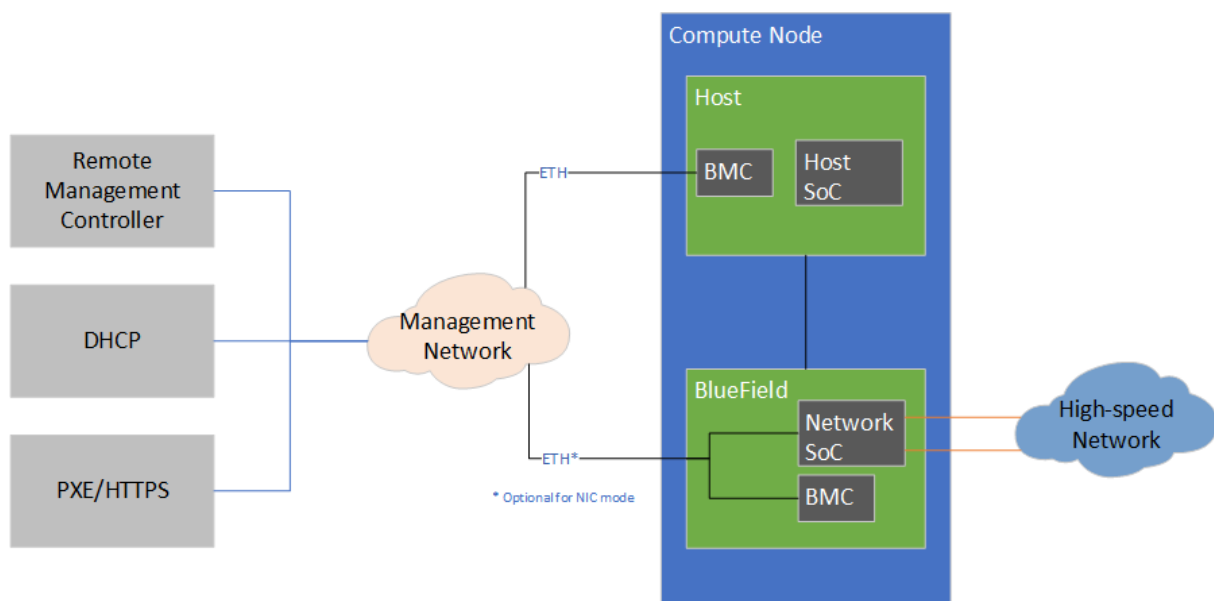 Compute Node
Host
BMC
Host
SoC
Remote
Management
Controller
ETH
DHCP
Management
Network
BlueField
Network
SoC
BMC
High-speed
Network
PXE/HTTPS
ETH*
* Optional for NIC mode